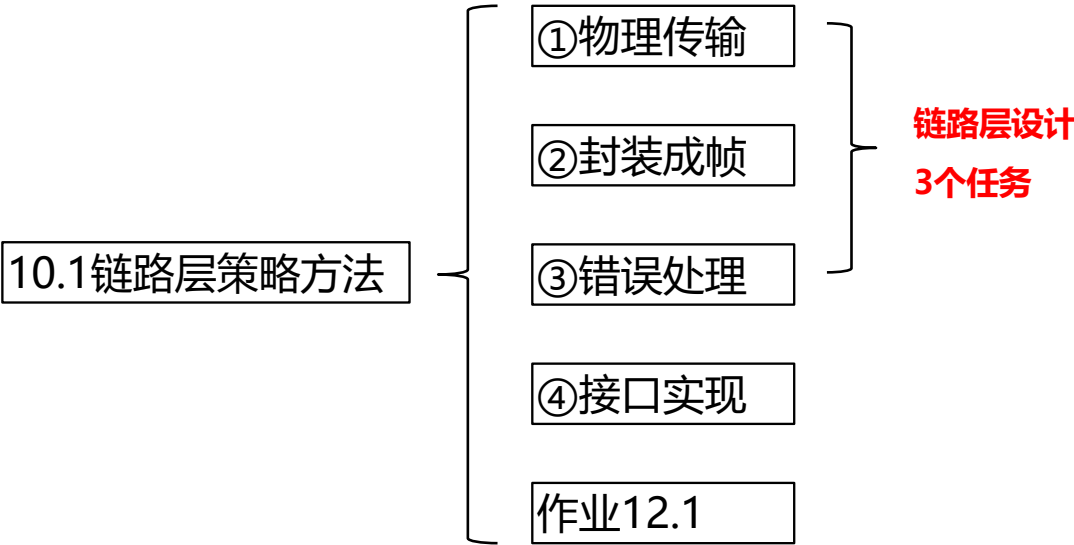 ①物理传输
链路层设计
②封装成帧
3个任务
10.1链路层策略方法
③错误处理
④接口实现
作业12.1